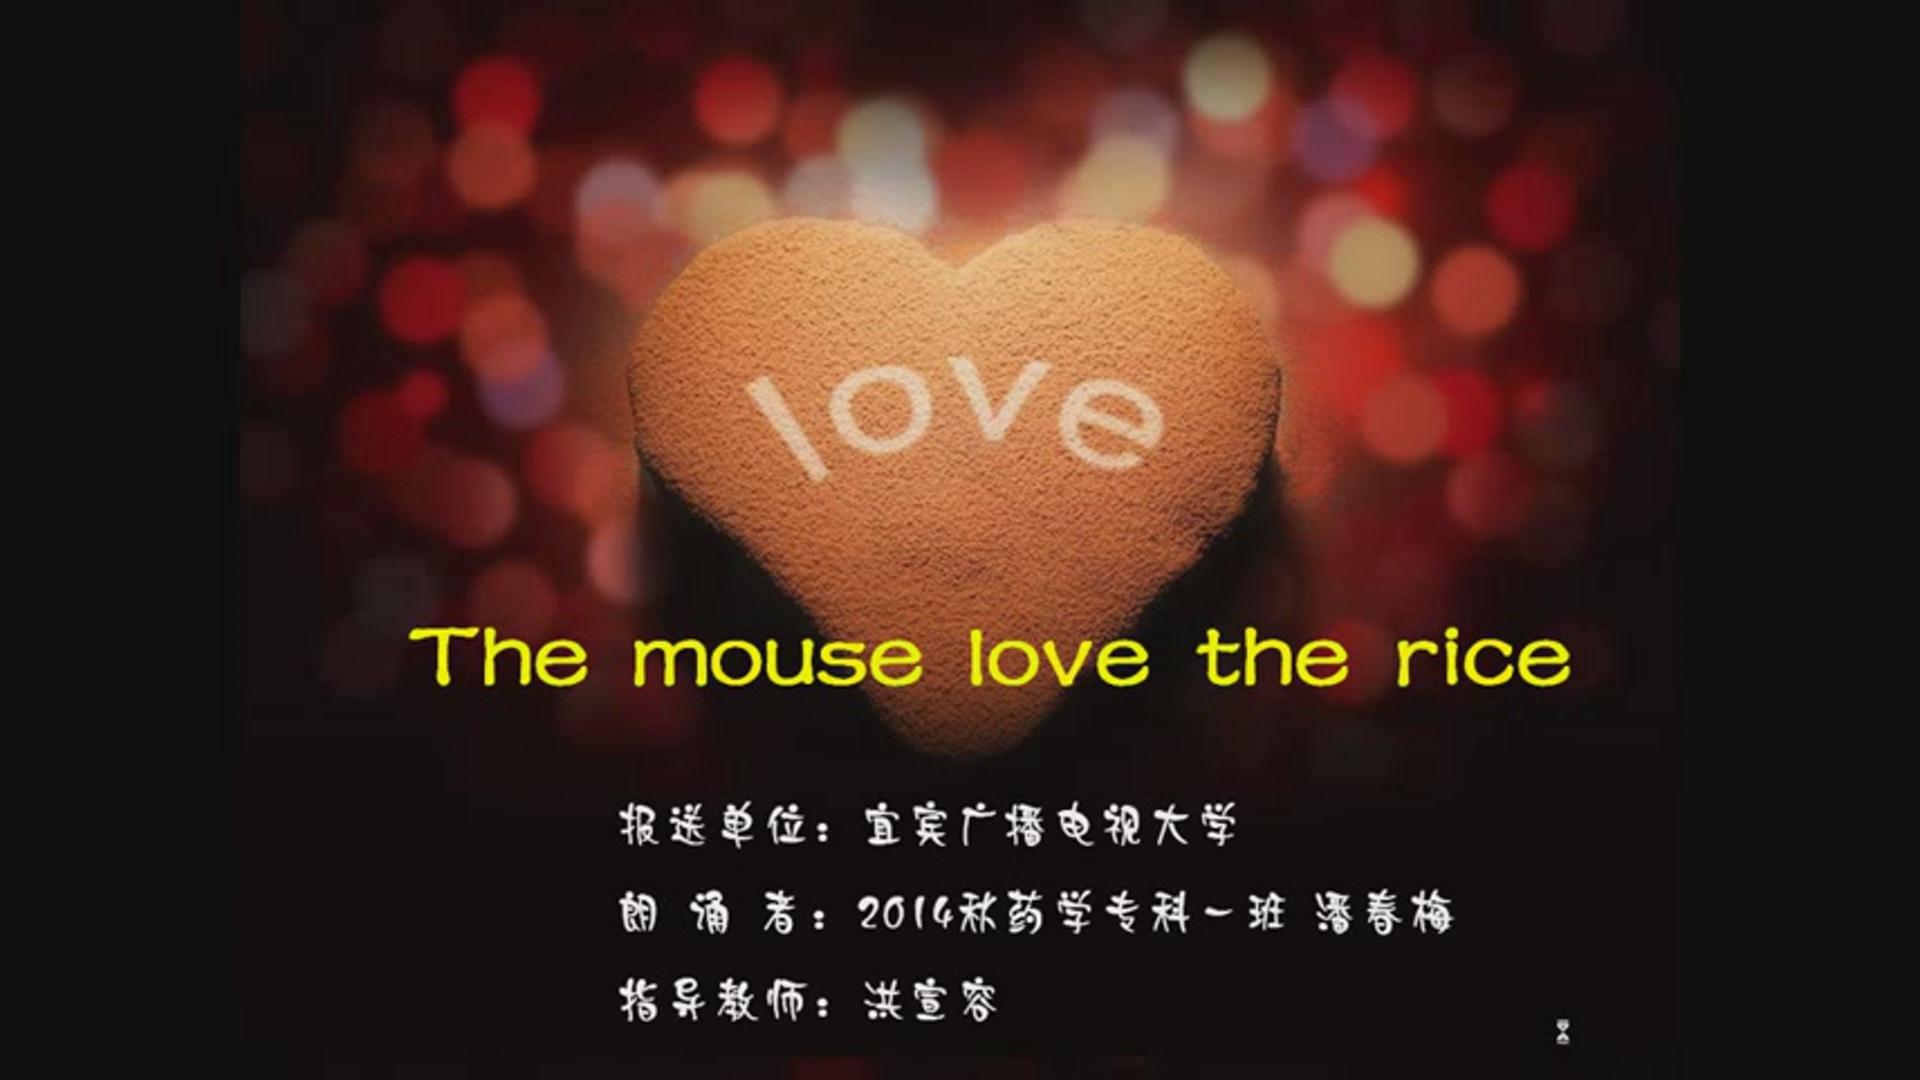 love
The mouse love the rice
报送单位：宜宾广播电视大学
朗 诵 者：2014秋药学专科一班 潘春梅
指导教师：洪宣容